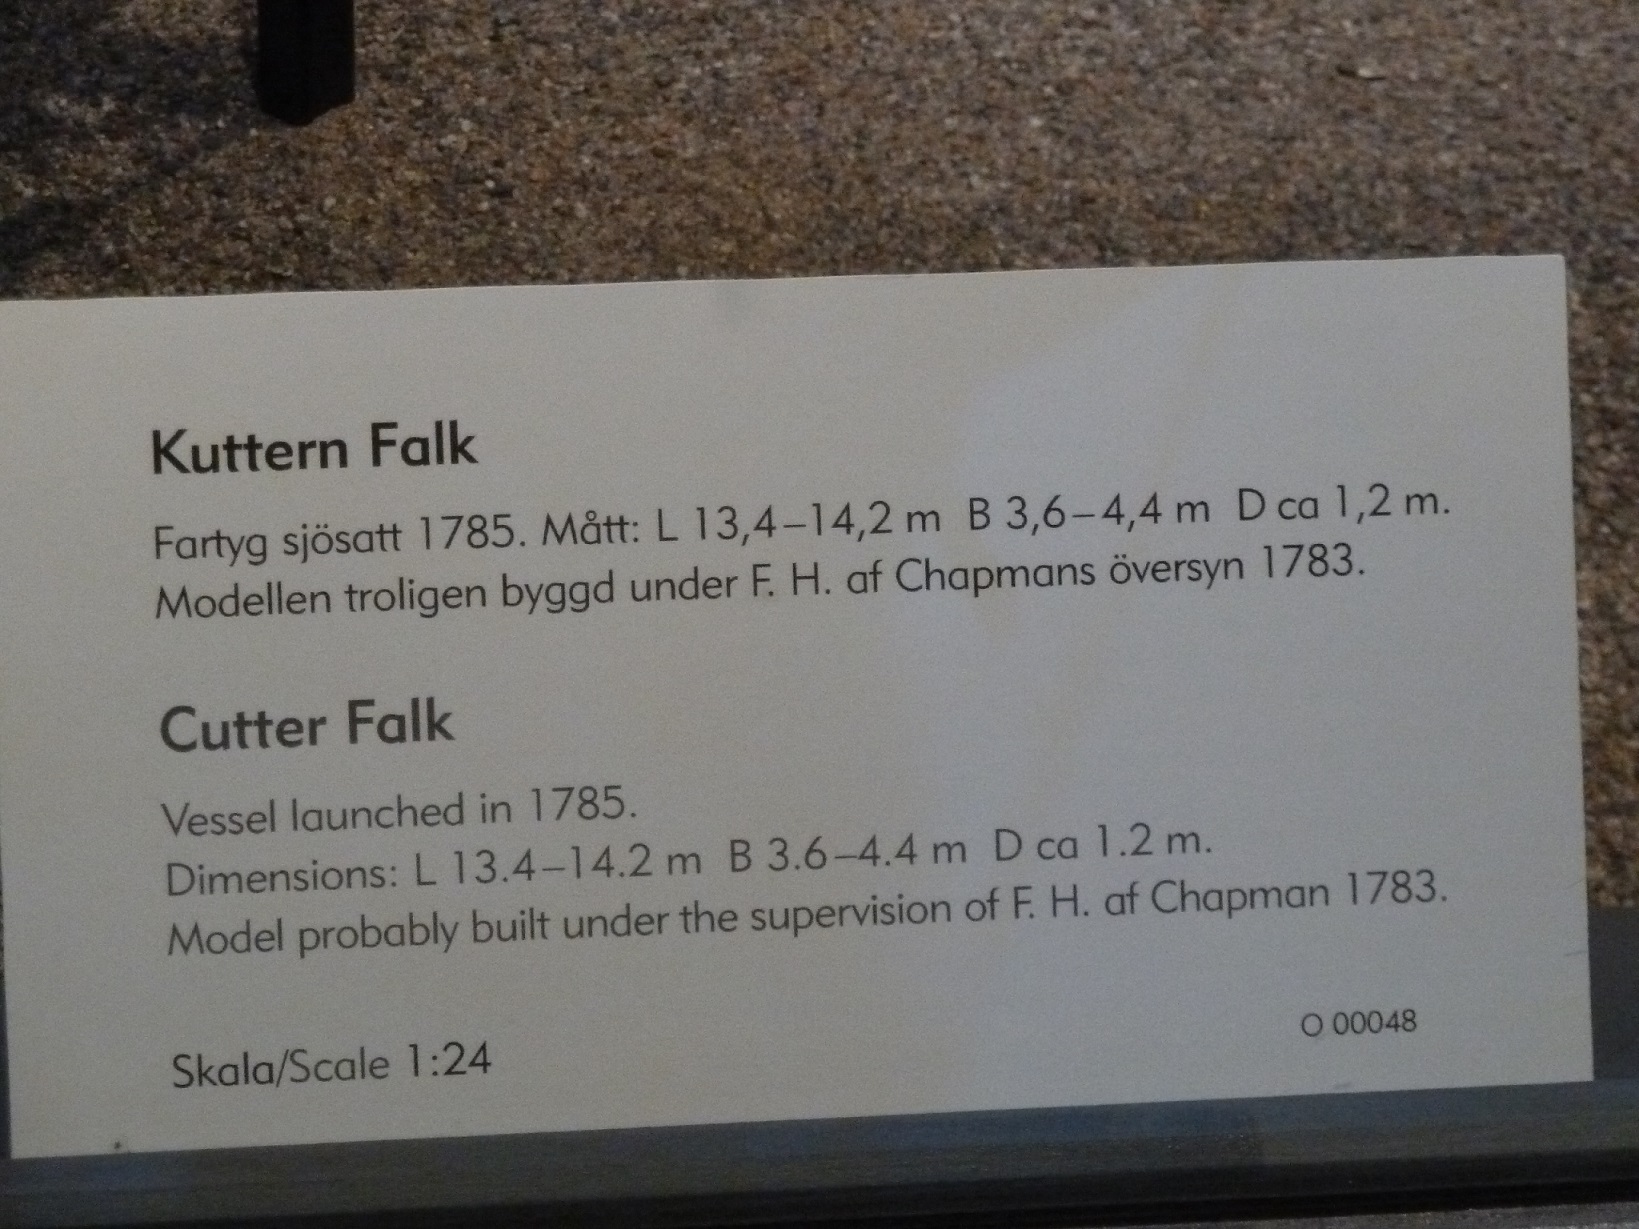 Kuttern Falk
Fartyg sjösatt 1785. Mått: L 13,4–14,2 m B 3,6–4,4 m D ca 1,2 m.
Modellen troligen byggd under F. H. af Chapmans översyn 1783.
Cutter Falk
Vessel launched in 1785.
Dimensions: L 13.4–14.2 m B 3.6–4.4 m D ca 1.2 m.
Model probably built under the supervision of F. H. af Chapman 1783.
O 00048
Skala/Scale 1:24